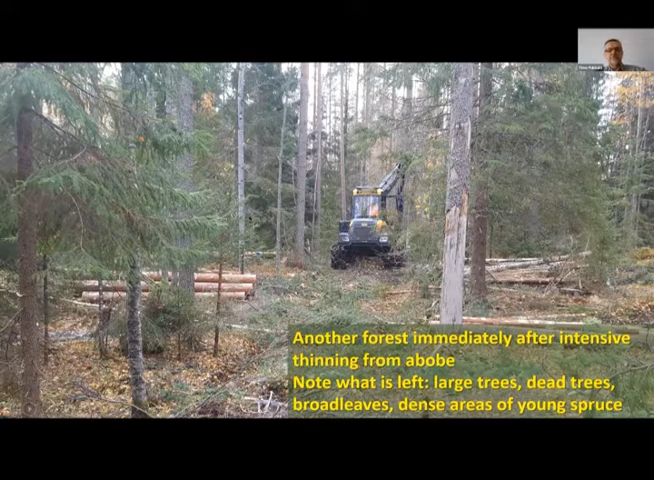 Another forest immediately after intensive
thinning from abobe
Note what is left: large trees, dead trees,
broadleaves, dense areas of young spruce